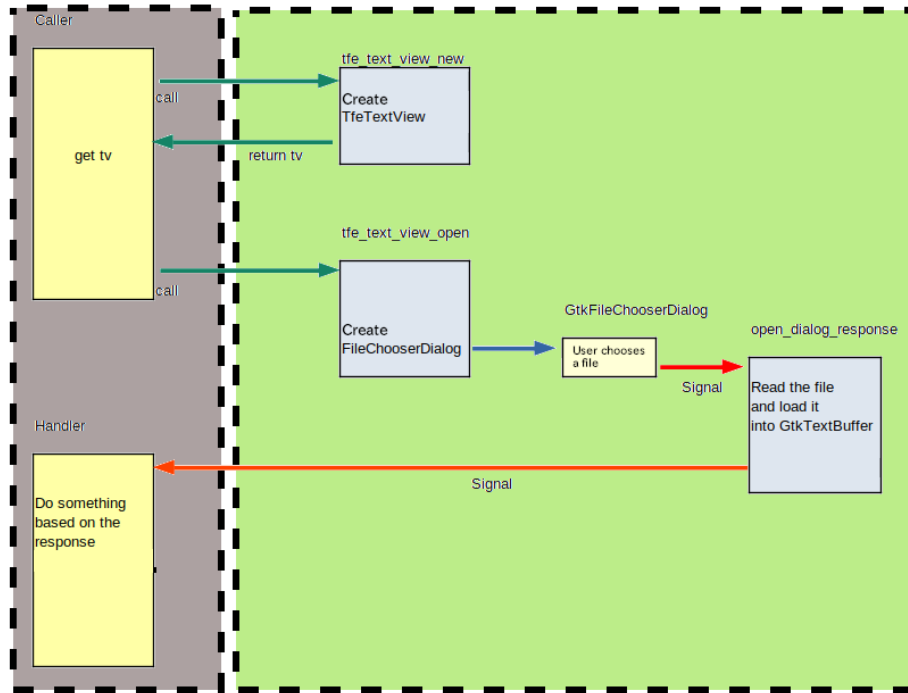 Caller
tfe_text_view_new
call
Create
TfeTextView
get tv
return tv
tfe_text_view_open
call
Create
FileChooserDialog
GtkFileChooserDialog
User chooses
a file
open_dialog_response
Signal
Read the file
and load it
into GtkTextBuffer
Handler
Signal
Do something
based on the
response